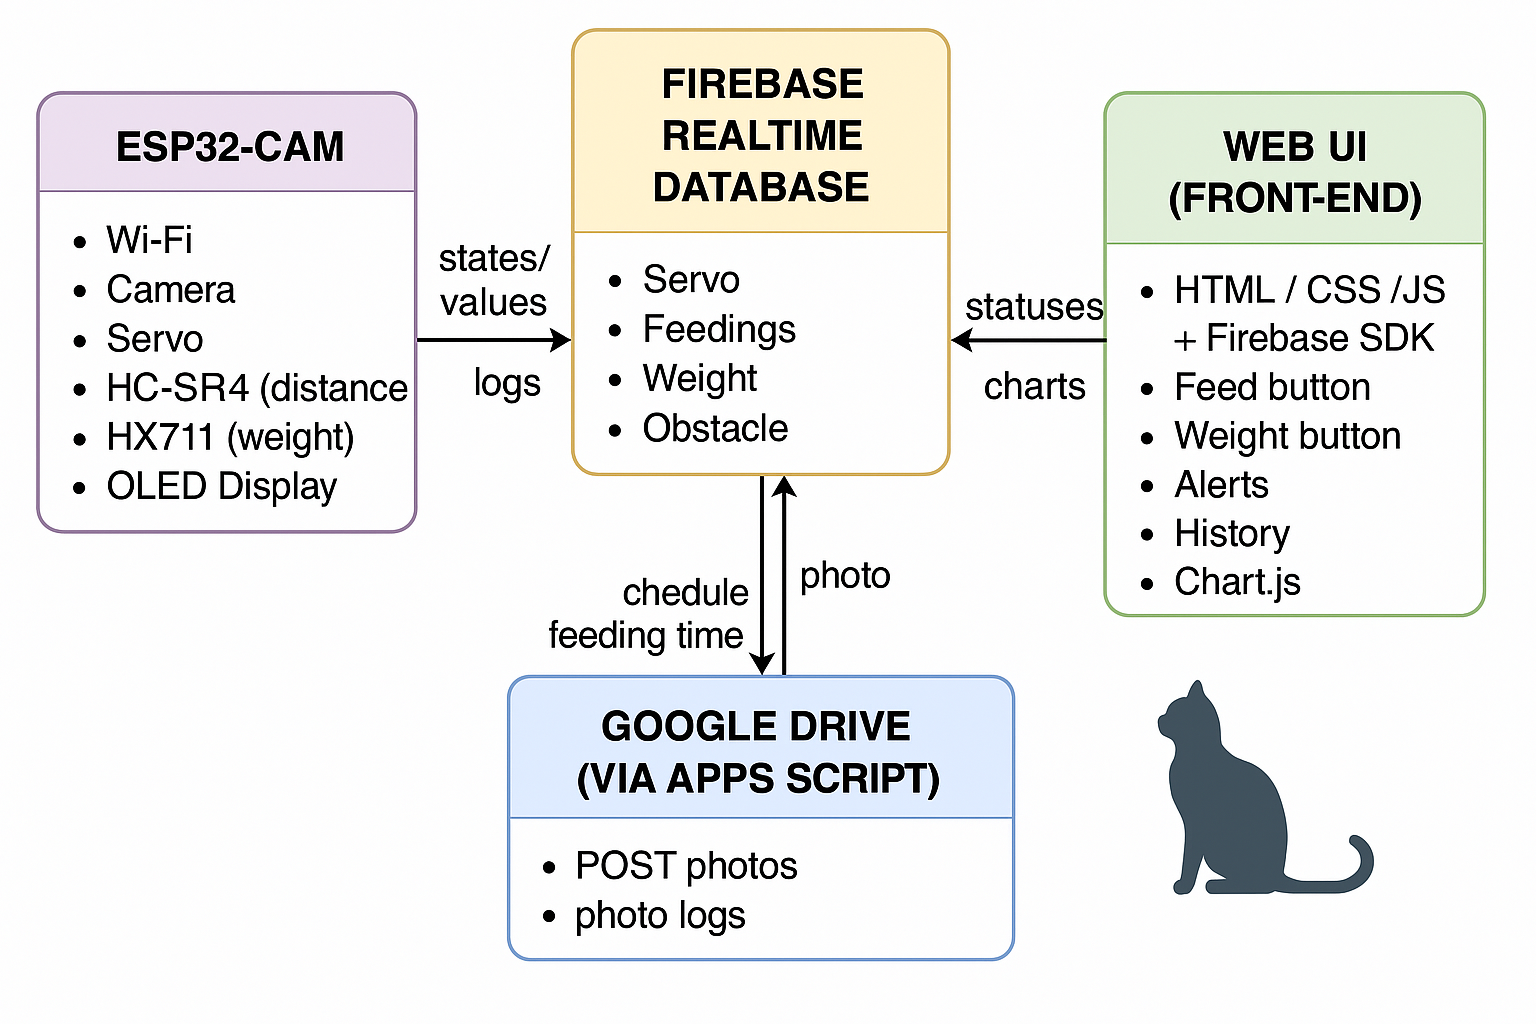 ESP32-CAM
• Wi-Fi
• Camera
• Servo
• HC-SR4 (distance
• HX711 (weight)
• OLED Display
states/
values
logs
FIREBASE
REALTIME
DATABASE
• Servo
• Feedings
• Weight
• Obstacle
statuses
charts
WEB UI
(FRONT-END)
• HTML / CSS /JS
+ Firebase SDK
• Feed button
• Weight button
• Alerts
• History
• Chart.js
chedule
feeding time
photo
GOOGLE DRIVE
(VIA APPS SCRIPT)
• POST photos
• photo logs